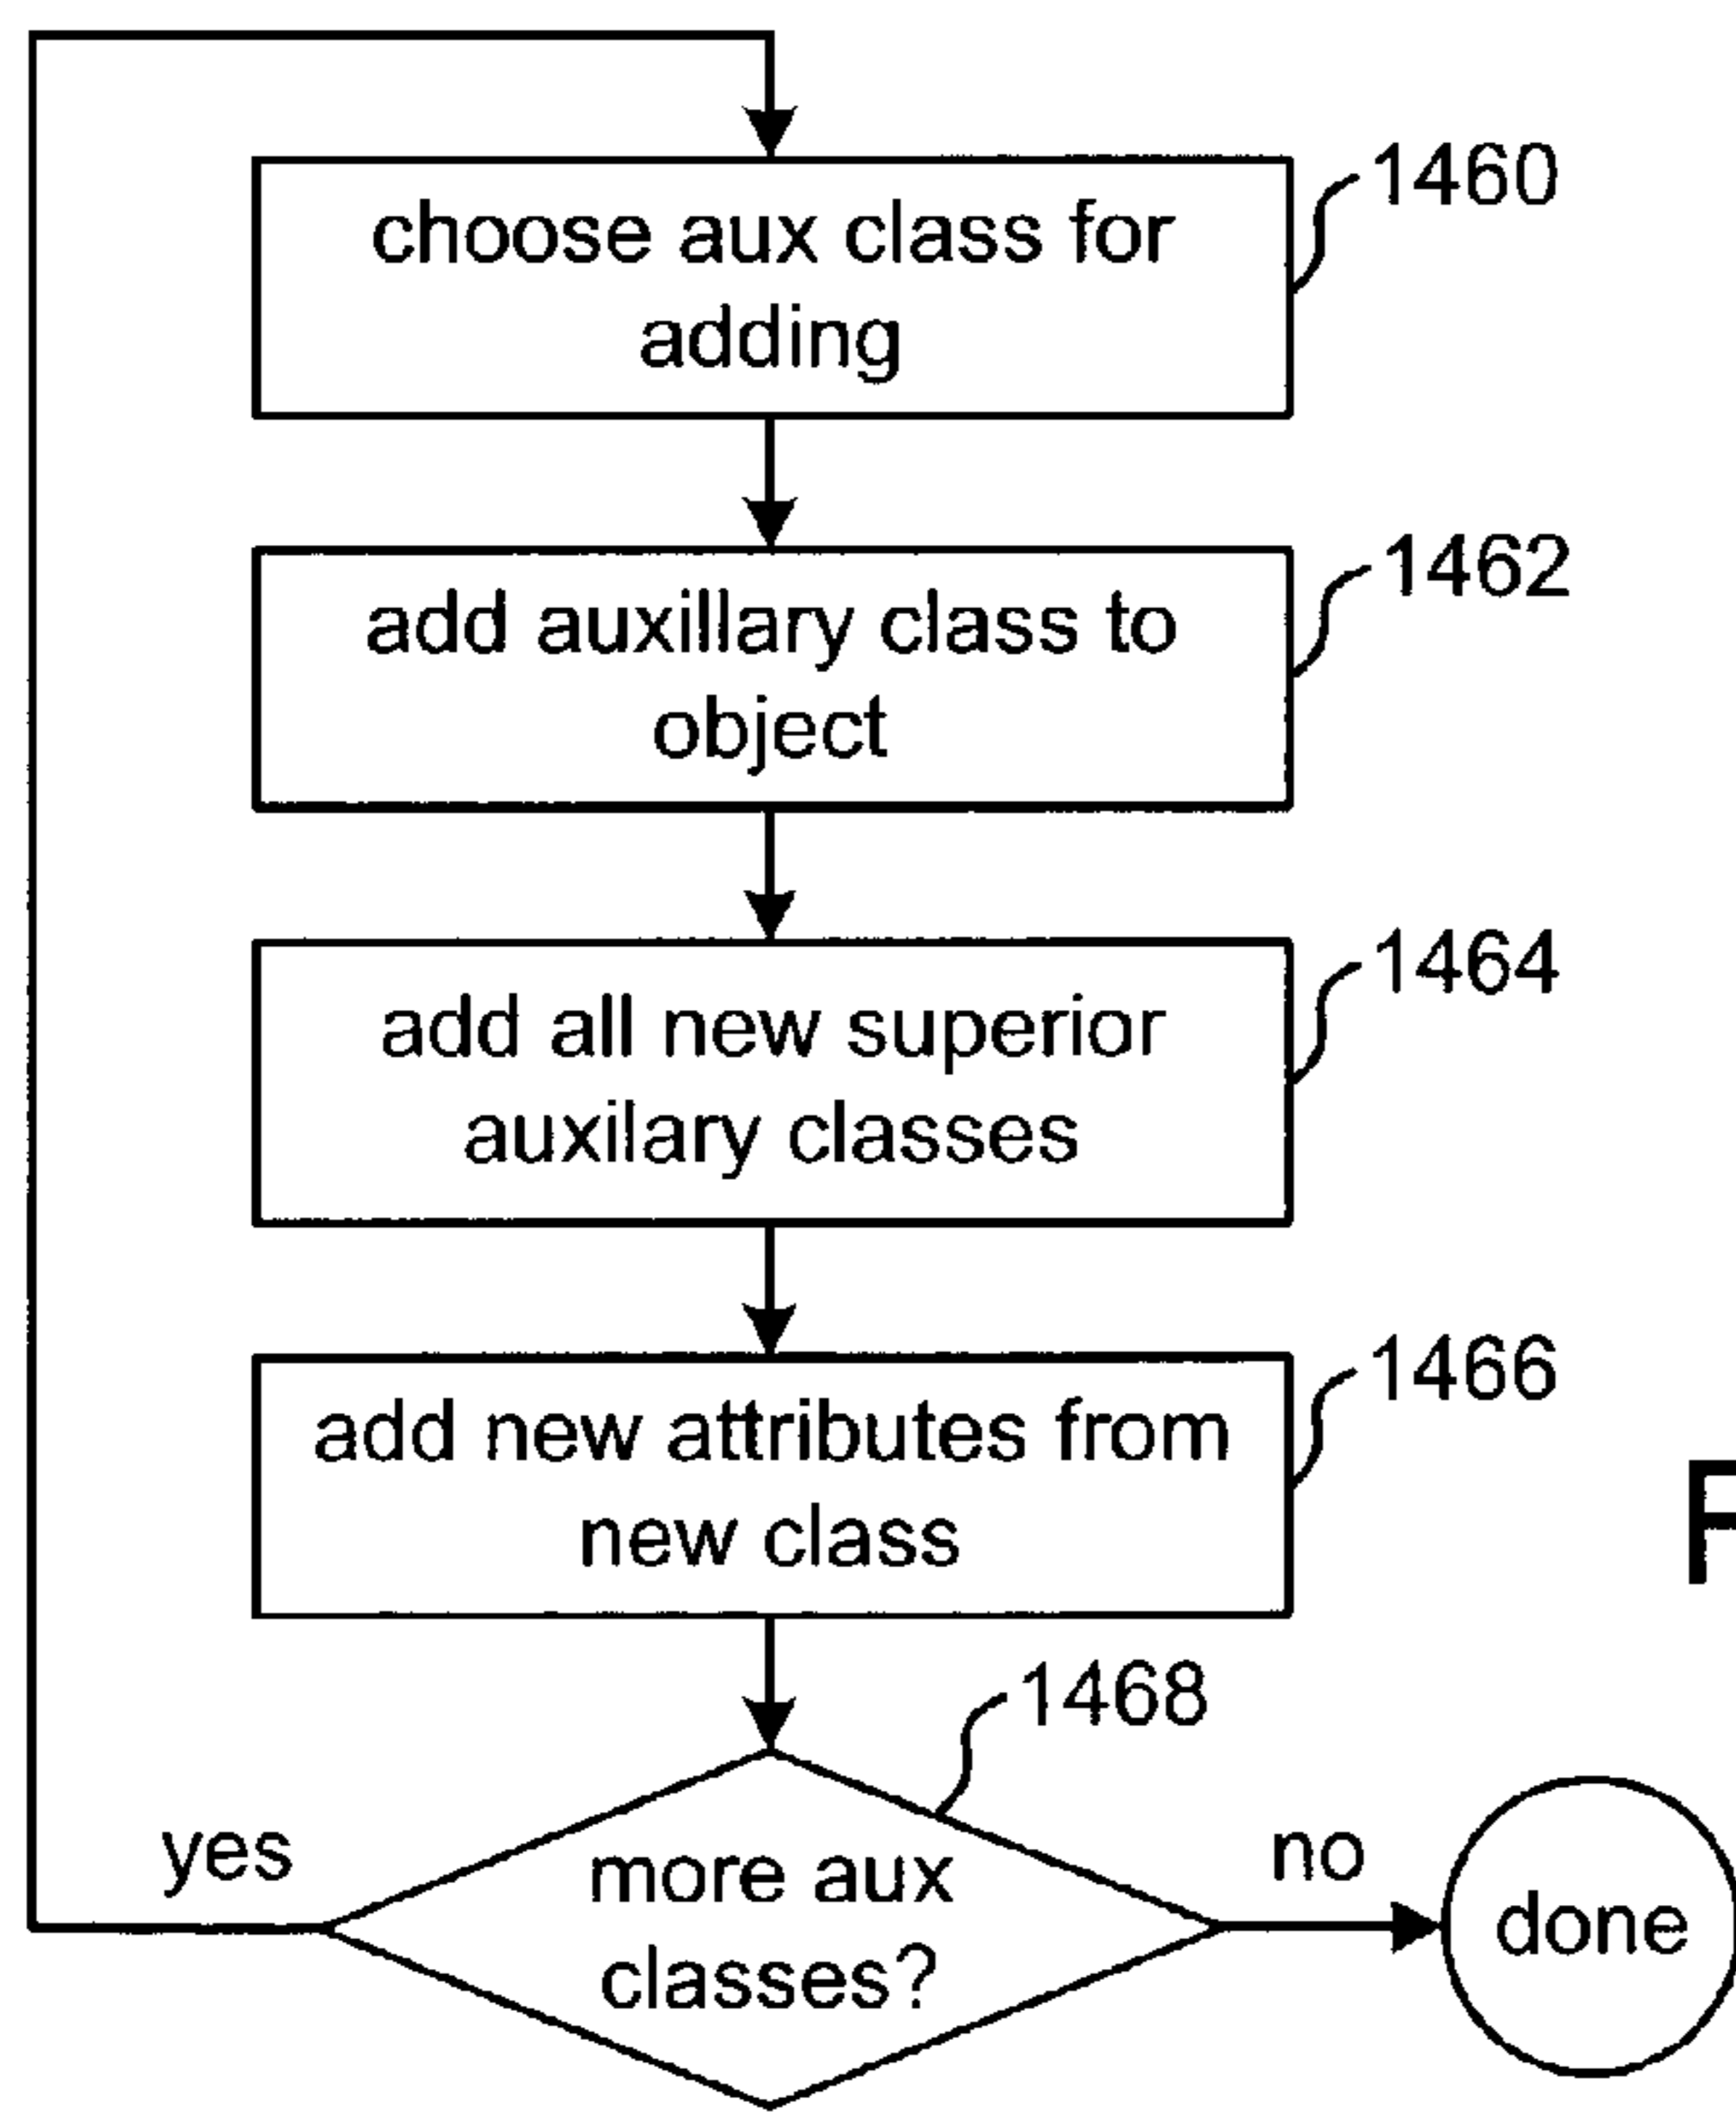 choose aux class for
adding
1460
add auxillary class to
object
1462
add all new superior
auxilary classes
1464
add new attributes from
new class
1466
1468
more aux
classes?
yes
no
done
F